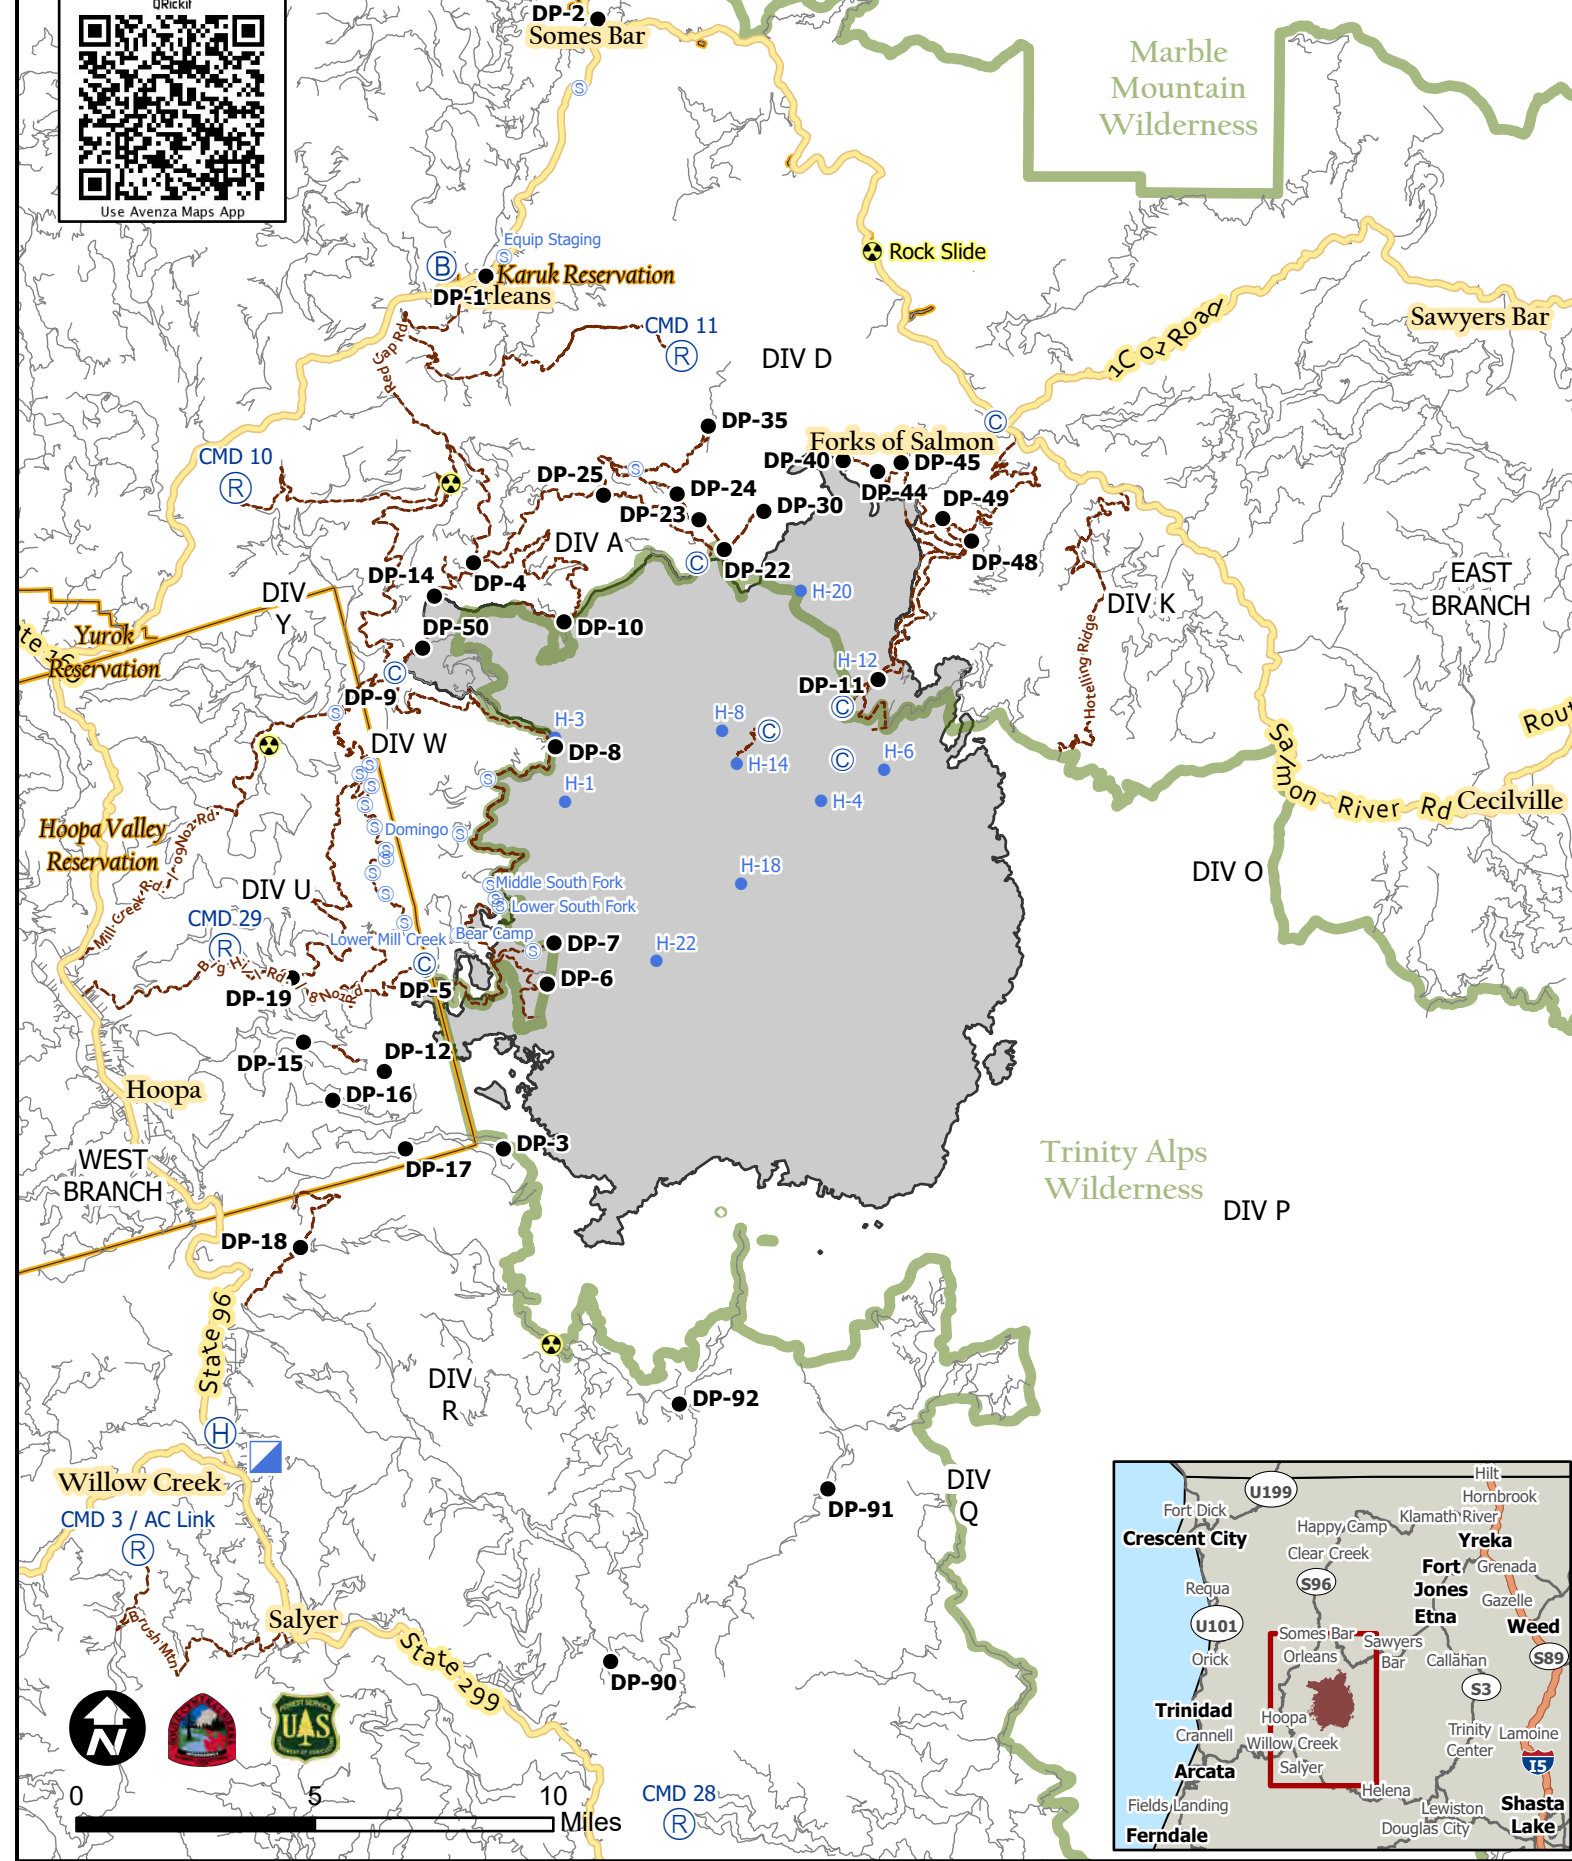 QRickit
Use Avenza Maps App
DP-2
Somes Bar
Marble
Mountain
Wilderness
Equip Staging
B
Karuk Reservation
DP-1
Orleans
Rock Slide
Sawyers Bar
1C 01 Road
CMD 11
R
Red Cap Rd
DIV D
DP-35
Forks of Salmon
C
CMD 10
R
DP-40
DP-45
DP-25
DP-24
DP-44
DP-49
DP-23
DP-30
DIV A
DP-22
C
DP-48
DP-14
DP-4
H-20
DIV K
EAST
BRANCH
DIV
Y
DP-50
DP-10
Yurok
Reservation
H-12
DP-11
Hotelling Ridge
C
DP-9
H-3
H-8
C
C
DP-8
DIV W
H-14
C
H-6
Salmon River Rd
Cecilville
H-1
H-4
Hoopa Valley
Reservation
Domingo
Mill Creek Rd. / 09N02 Rd
DIV U
H-18
DIV O
Middle South Fork
Lower South Fork
CMD 29
R
Lower Mill Creek
Bear Camp
DP-7
H-22
C
DP-6
DP-19
DP-5
DP-15
DP-12
DP-16
Hoopa
DP-3
DP-17
WEST
BRANCH
Trinity Alps
Wilderness
DIV P
DP-18
State 96
DIV
R
DP-92
H
Willow Creek
DIV
Q
DP-91
CMD 3 / AC Link
R
Brush Mtn
Salyer
State 299
DP-90
N
FOREST SERVICE
UAS
DEPARTMENT OF AGRICULTURE
0
5
10
Miles
CMD 28
R
Hilt
U199
Hornbrook
Fort Dick
Klamath River
Happy Camp
Crescent City
Yreka
Clear Creek
Fort
Jones
Grenada
S96
Requa
Gazelle
Etna
U101
Weed
Somes Bar
Sawyers
Bar
Orleans
Orick
Callahan
S89
S3
Trinidad
Hoopa
Crannell
Trinity
Center
Lamoine
Willow Creek
I5
Arcata
Salyer
Helena
Fields Landing
Lewiston
Shasta
Lake
Douglas City
Ferndale